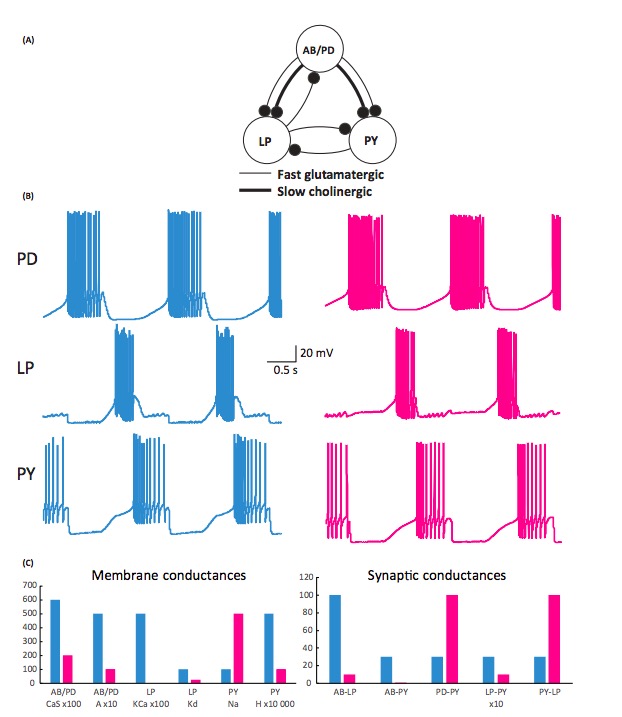 (A)
AB/PD
LP
PY
Fast glutamatergic
Slow cholinergic
(B)
PD
LP
20 mV
0.5 s
PY
(C)
Membrane conductances
700
600
500
400
300
200
100
0
AB/PD
CaS x100
AB/PD
A x10
LP
KCa x100
LP
Kd
PY
Na
PY
H x10 000
Synaptic conductances
120
100
80
60
40
20
0
AB-LP
AB-PY
PD-PY
LP-PY
x10
PY-LP